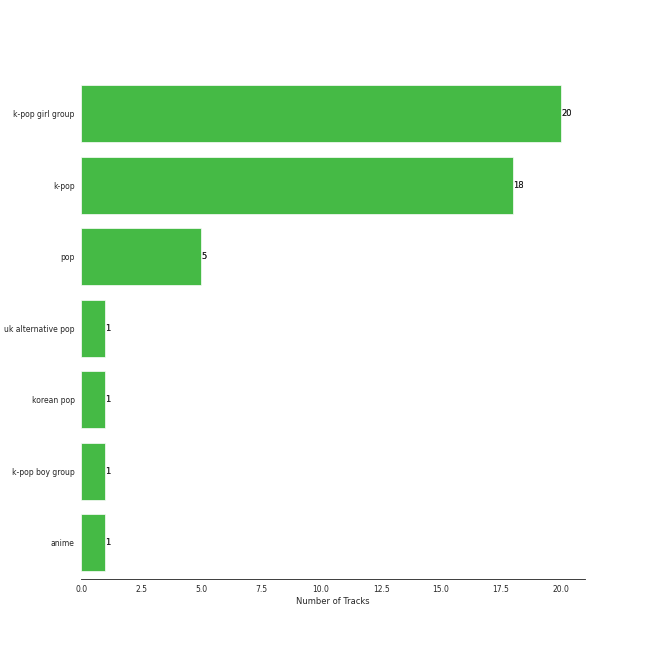 k-pop girl group 20
k-pop 18
pop 5
uk alternative pop 1
korean pop 1
k-pop boy group 1
anime 1
0.0 2.5 5.0 7.5 10.0 12.5 15.0 17.5 20.0
Number of Tracks